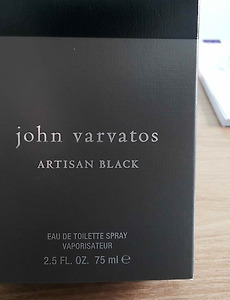 john varvatos
ARTISAN BLACK
EAU DE TOILETTE SPRAY
VAPORISATEUR
2.5 FL. OZ. 75 ml ℮